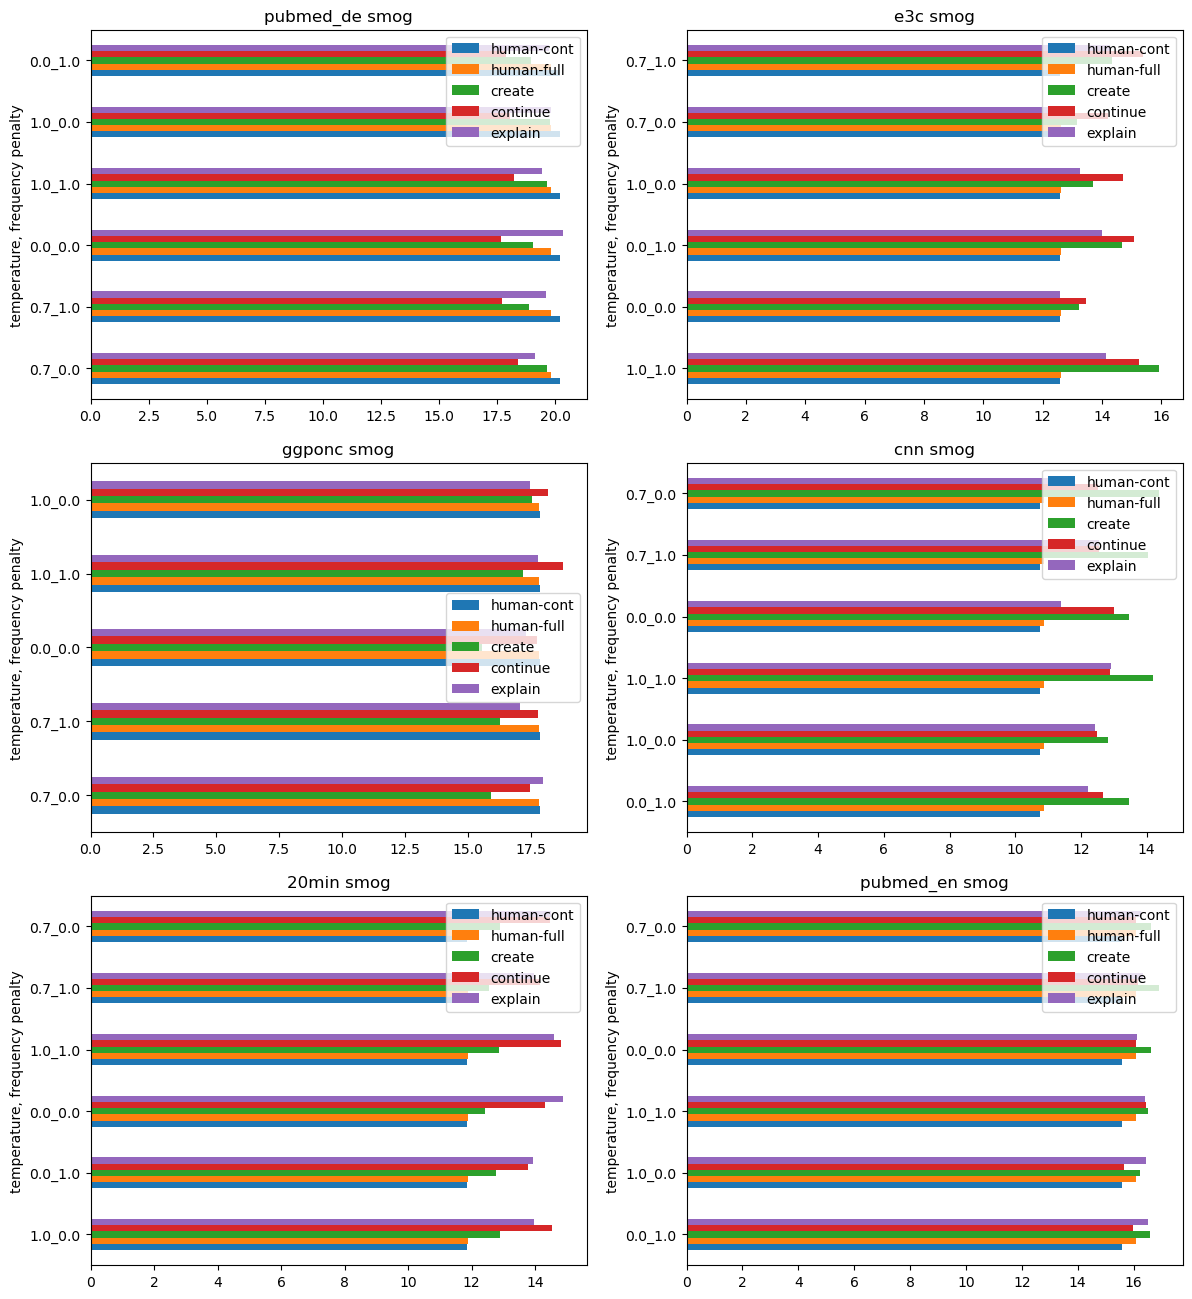 pubmed_de smog
temperature, frequency penalty
0.0_1.0
1.0_0.0
1.0_1.0
0.0_0.0
0.7_1.0
0.7_0.0
0.0 2.5 5.0 7.5 10.0 12.5 15.0 17.5 20.0
human-cont
human-full
create
continue
explain
e3c smog
temperature, frequency penalty
0.7_1.0
0.7_0.0
1.0_0.0
0.0_1.0
0.0_0.0
1.0_1.0
0 2 4 6 8 10 12 14 16
human-cont
human-full
create
continue
explain
ggponc smog
temperature, frequency penalty
1.0_0.0
1.0_1.0
0.0_0.0
0.7_1.0
0.7_0.0
0.0 2.5 5.0 7.5 10.0 12.5 15.0 17.5
human-cont
human-full
create
continue
explain
cnn smog
temperature, frequency penalty
0.7_0.0
0.7_1.0
0.0_0.0
1.0_1.0
1.0_0.0
0.0_1.0
0 2 4 6 8 10 12 14
human-cont
human-full
create
continue
explain
20min smog
temperature, frequency penalty
0.7_0.0
0.7_1.0
1.0_1.0
0.0_0.0
0.0_1.0
1.0_0.0
0 2 4 6 8 10 12 14
human-cont
human-full
create
continue
explain
pubmed_en smog
temperature, frequency penalty
0.7_0.0
0.7_1.0
0.0_0.0
1.0_1.0
1.0_0.0
0.0_1.0
0 2 4 6 8 10 12 14 16
human-cont
human-full
create
continue
explain